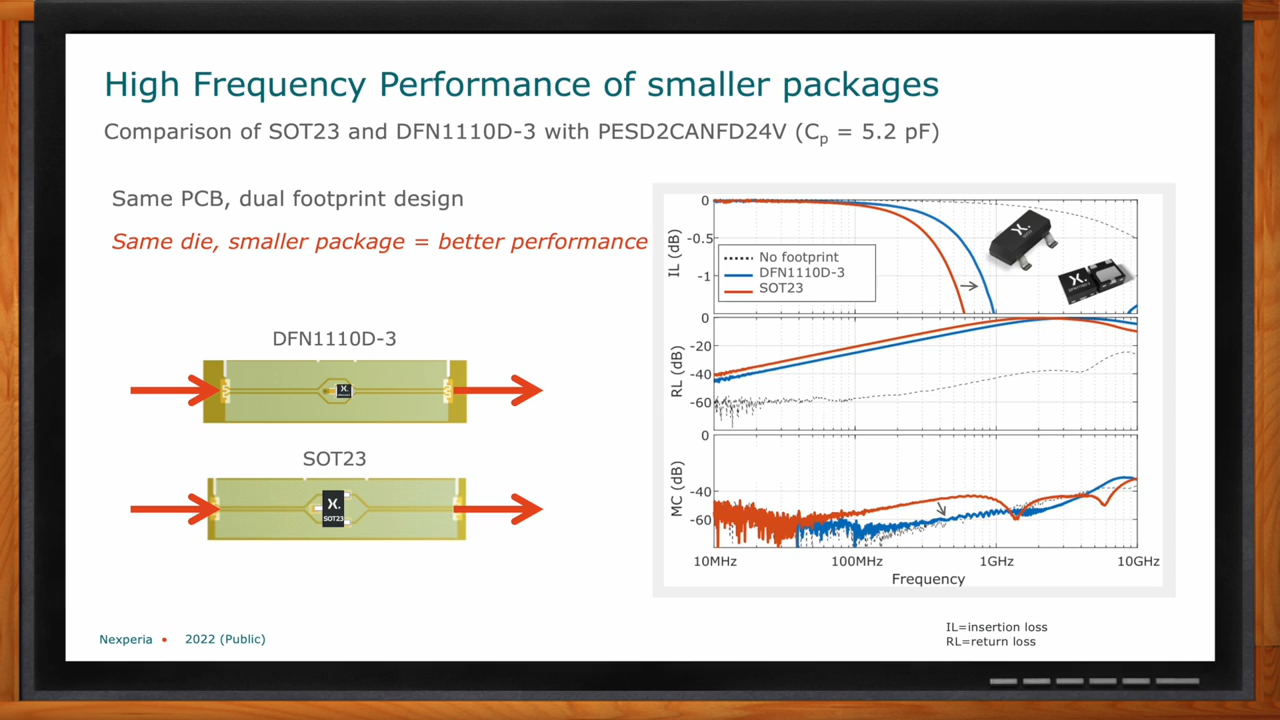 High Frequency Performance of smaller packages
Comparison of SOT23 and DFN1110D-3 with PESD2CANFD24V (Cp = 5.2 pF)
Same PCB, dual footprint design
Same die, smaller package = better performance
DFN1110D-3
SOT23
SOT23
IL (dB)
0
-0.5
-1
No footprint
DFN1110D-3
SOT23
RL (dB)
0
-20
-40
-60
MC (dB)
0
-40
-60
10MHz 100MHz 1GHz 10GHz
Frequency
IL=insertion loss
RL=return loss
Nexperia • 2022 (Public)